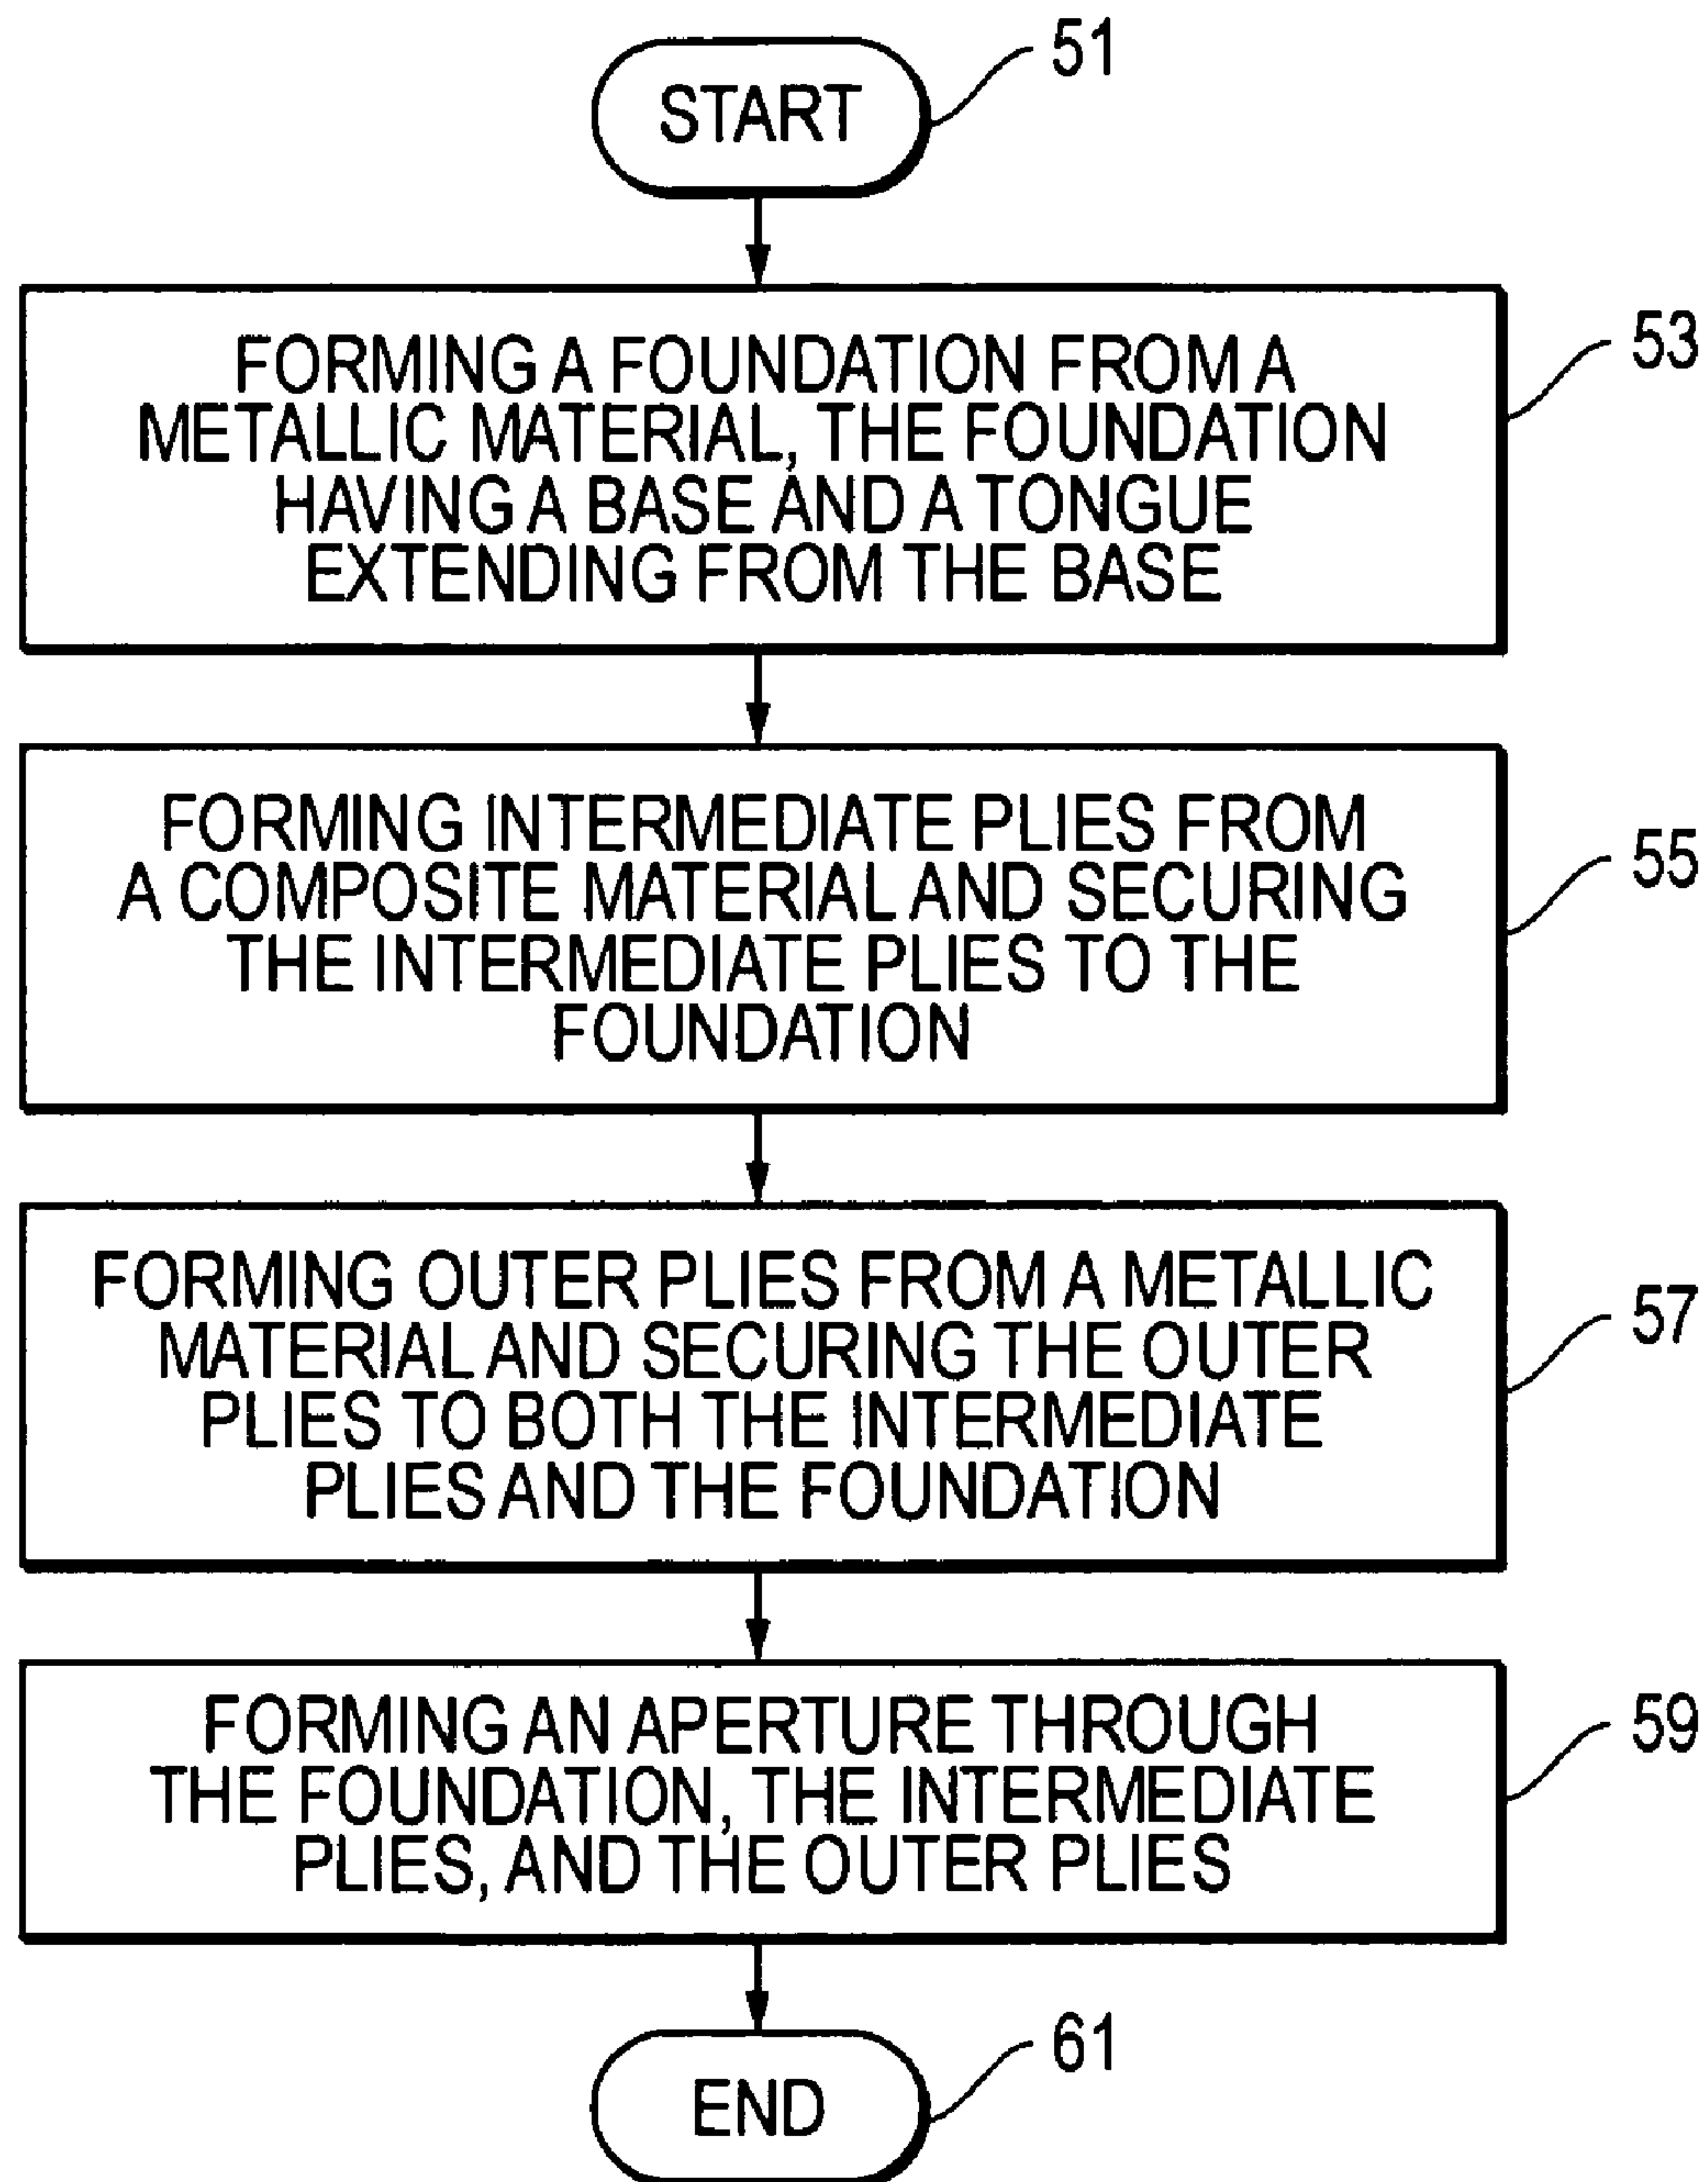 START
51
FORMING A FOUNDATION FROM A
METALLIC MATERIAL, THE FOUNDATION
HAVING A BASE AND A TONGUE
EXTENDING FROM THE BASE
53
FORMING INTERMEDIATE PLIES FROM
A COMPOSITE MATERIAL AND SECURING
THE INTERMEDIATE PLIES TO THE
FOUNDATION
55
FORMING OUTER PLIES FROM A METALLIC
MATERIAL AND SECURING THE OUTER
PLIES TO BOTH THE INTERMEDIATE
PLIES AND THE FOUNDATION
57
FORMING AN APERTURE THROUGH
THE FOUNDATION, THE INTERMEDIATE
PLIES, AND THE OUTER PLIES
59
END
61